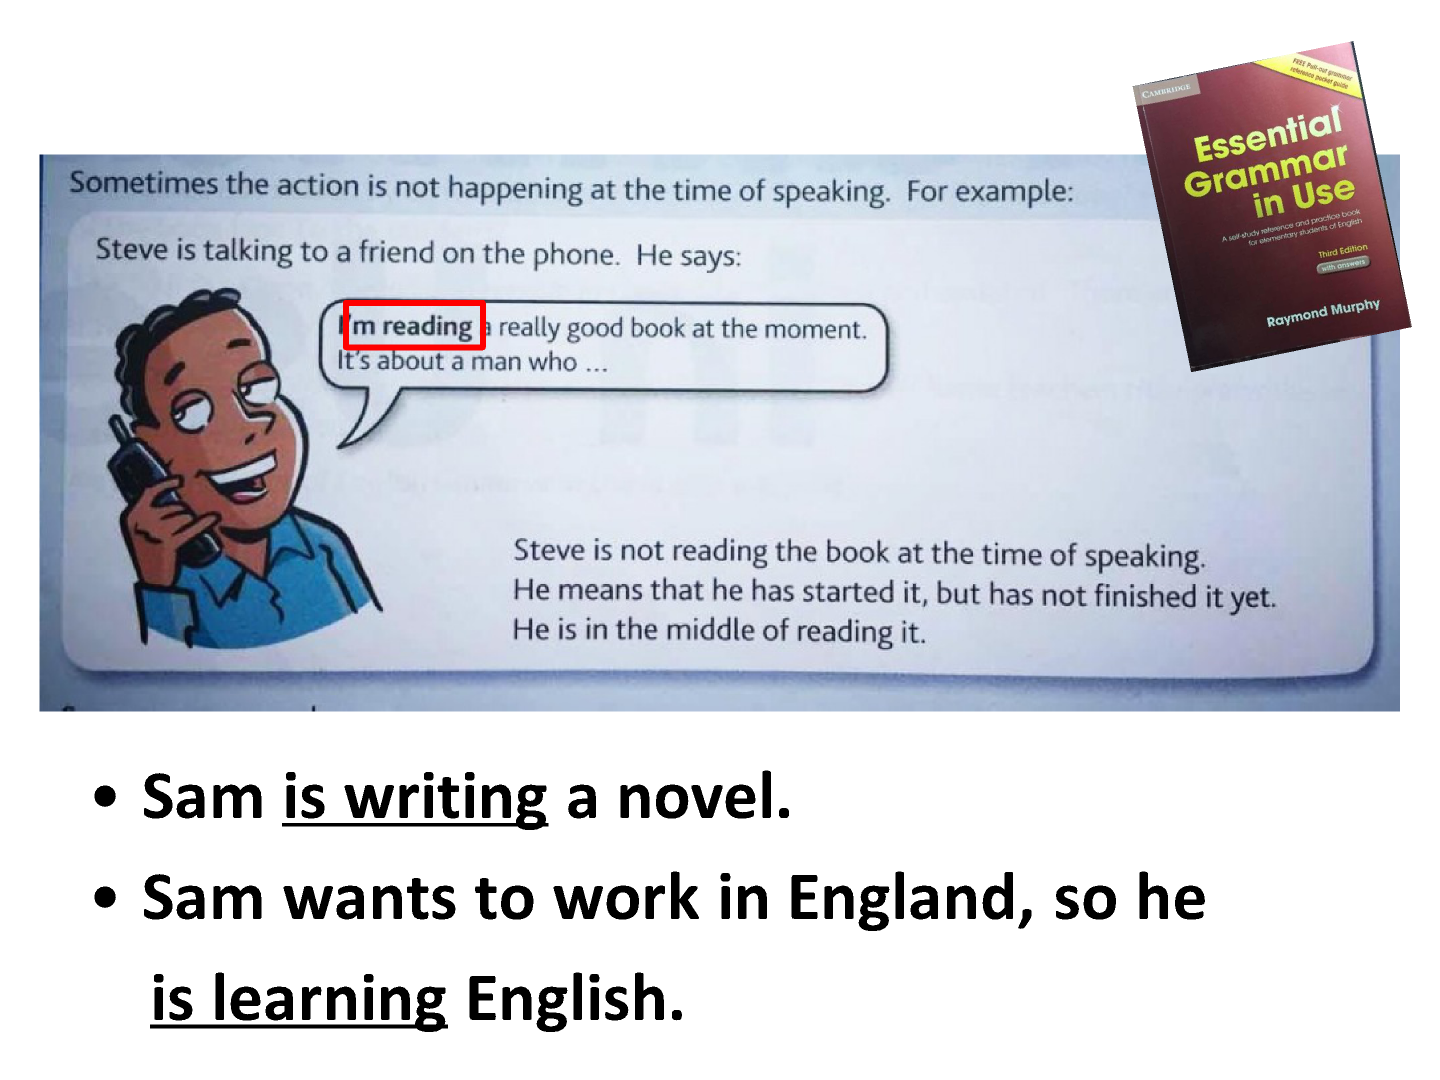 CAMBRIDGE
FREE Pull-out grammar
reference pocket guide
Essential
Grammar
in Use
A self-study reference and practice book
for elementary students of English
Third Edition
with answers
Raymond Murphy
Sometimes the action is not happening at the time of speaking. For example:
Steve is talking to a friend on the phone. He says:
I'm reading a really good book at the moment.
It's about a man who ...
Steve is not reading the book at the time of speaking.
He means that he has started it, but has not finished it yet.
He is in the middle of reading it.
• Sam is writing a novel.
• Sam wants to work in England, so he
is learning English.